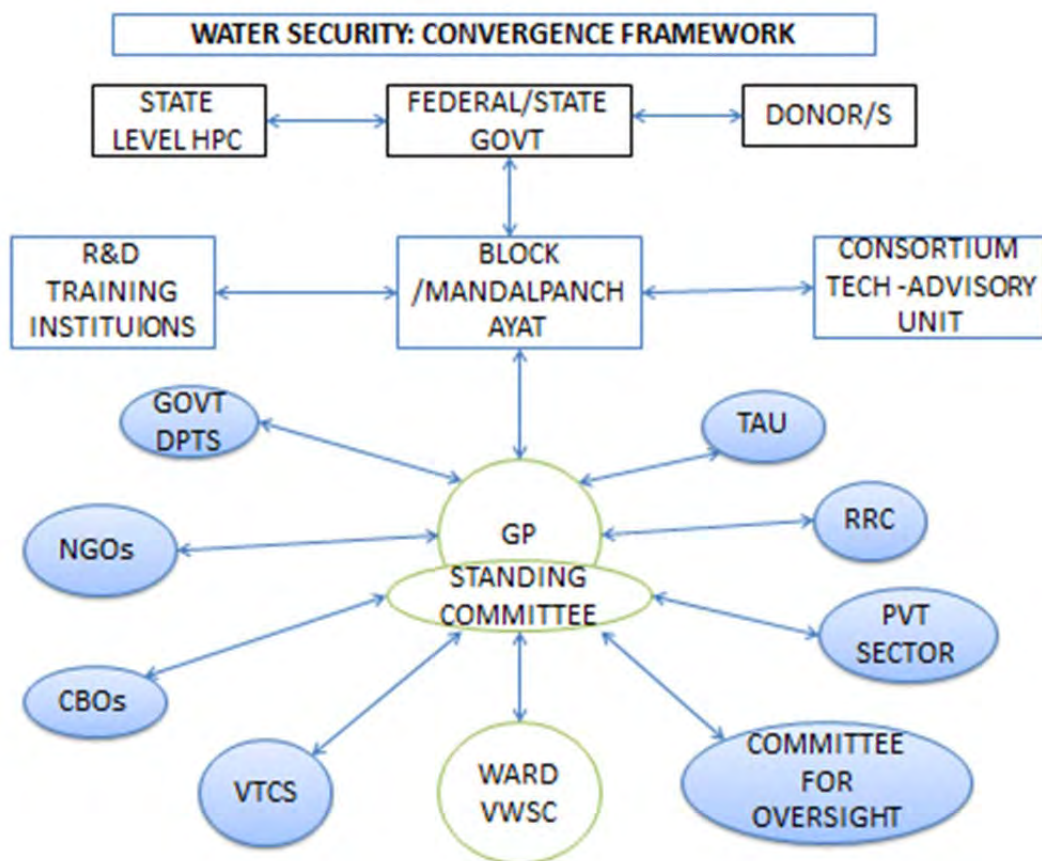 WATER SECURITY: CONVERGENCE FRAMEWORK
STATE
LEVEL HPC
FEDERAL/STATE
GOVT
DONOR/S
R&D
TRAINING
INSTITUIONS
BLOCK
/MANDALPANCH
AYAT
CONSORTIUM
TECH -ADVISORY
UNIT
GOVT
DPTS
TAU
NGOs
GP
RRC
STANDING
COMMITTEE
PVT
SECTOR
CBOs
VTCS
WARD
VWSC
COMMITTEE
FOR
OVERSIGHT